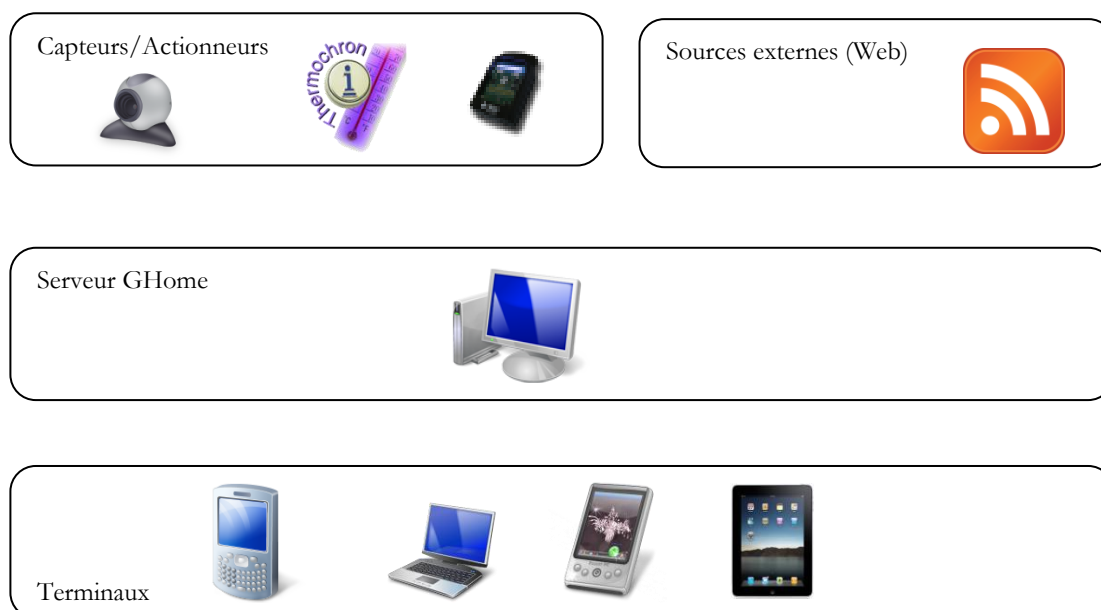 Capteurs/Actionneurs
Thermochron
Sources externes (Web)
Serveur GHome
Terminaux